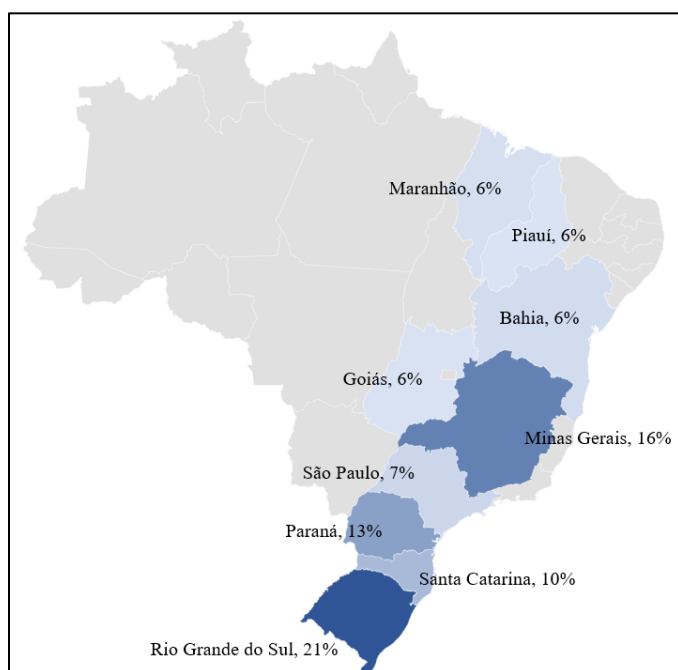 Maranhão, 6%
Piauí, 6%
Bahia, 6%
Goiás, 6%
Minas Gerais, 16%
São Paulo, 7%
Paraná, 13%
Santa Catarina, 10%
Rio Grande do Sul, 21%